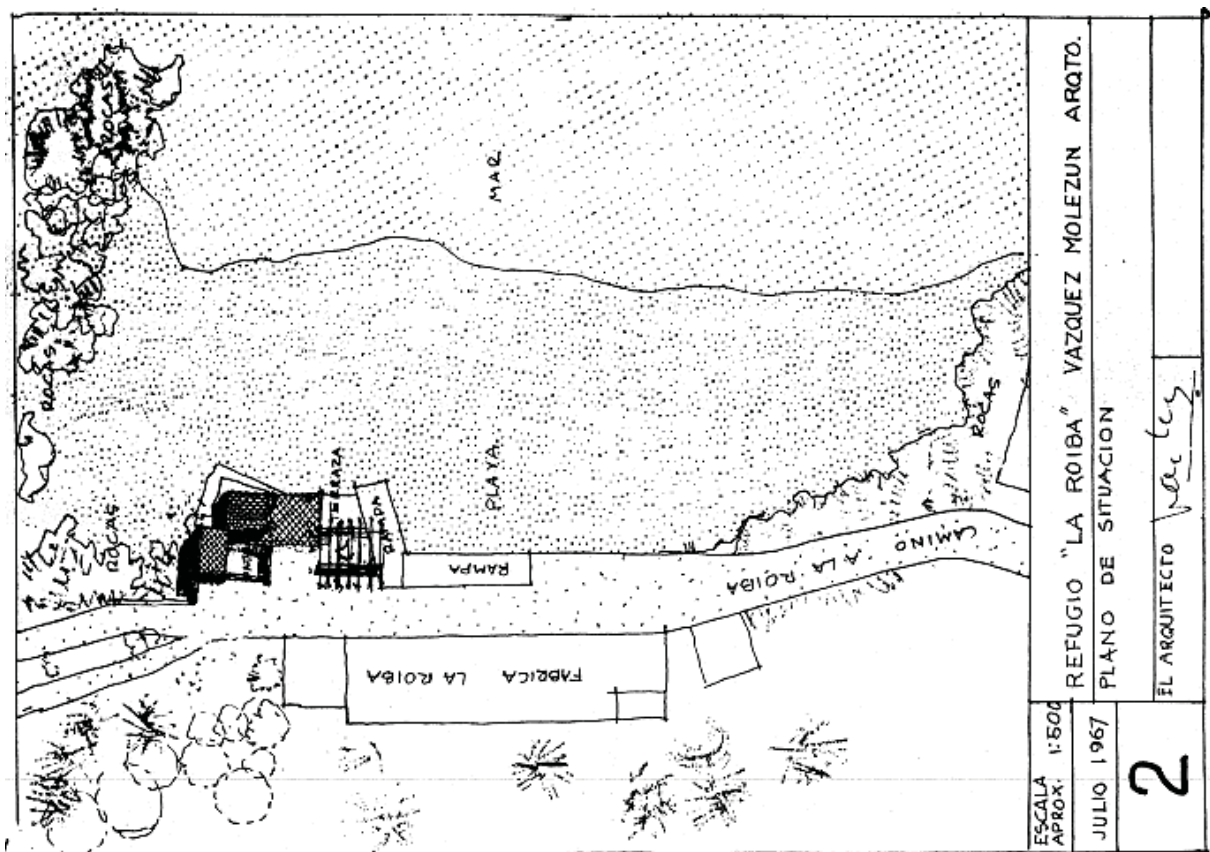 ROCAS
MAR
ROCAS
ROCAS
TERRAZA
RAMPA
RAMPA
PLAYA
ROCAS
CAMINO A LA ROIBA
FABRICA LA ROIBA
ESCALA APROX. 1:500
REFUGIO "LA ROIBA" VAZQUEZ MOLEZUN ARQTO.
JULIO 1967
PLANO DE SITUACION
2
EL ARQUITECTO